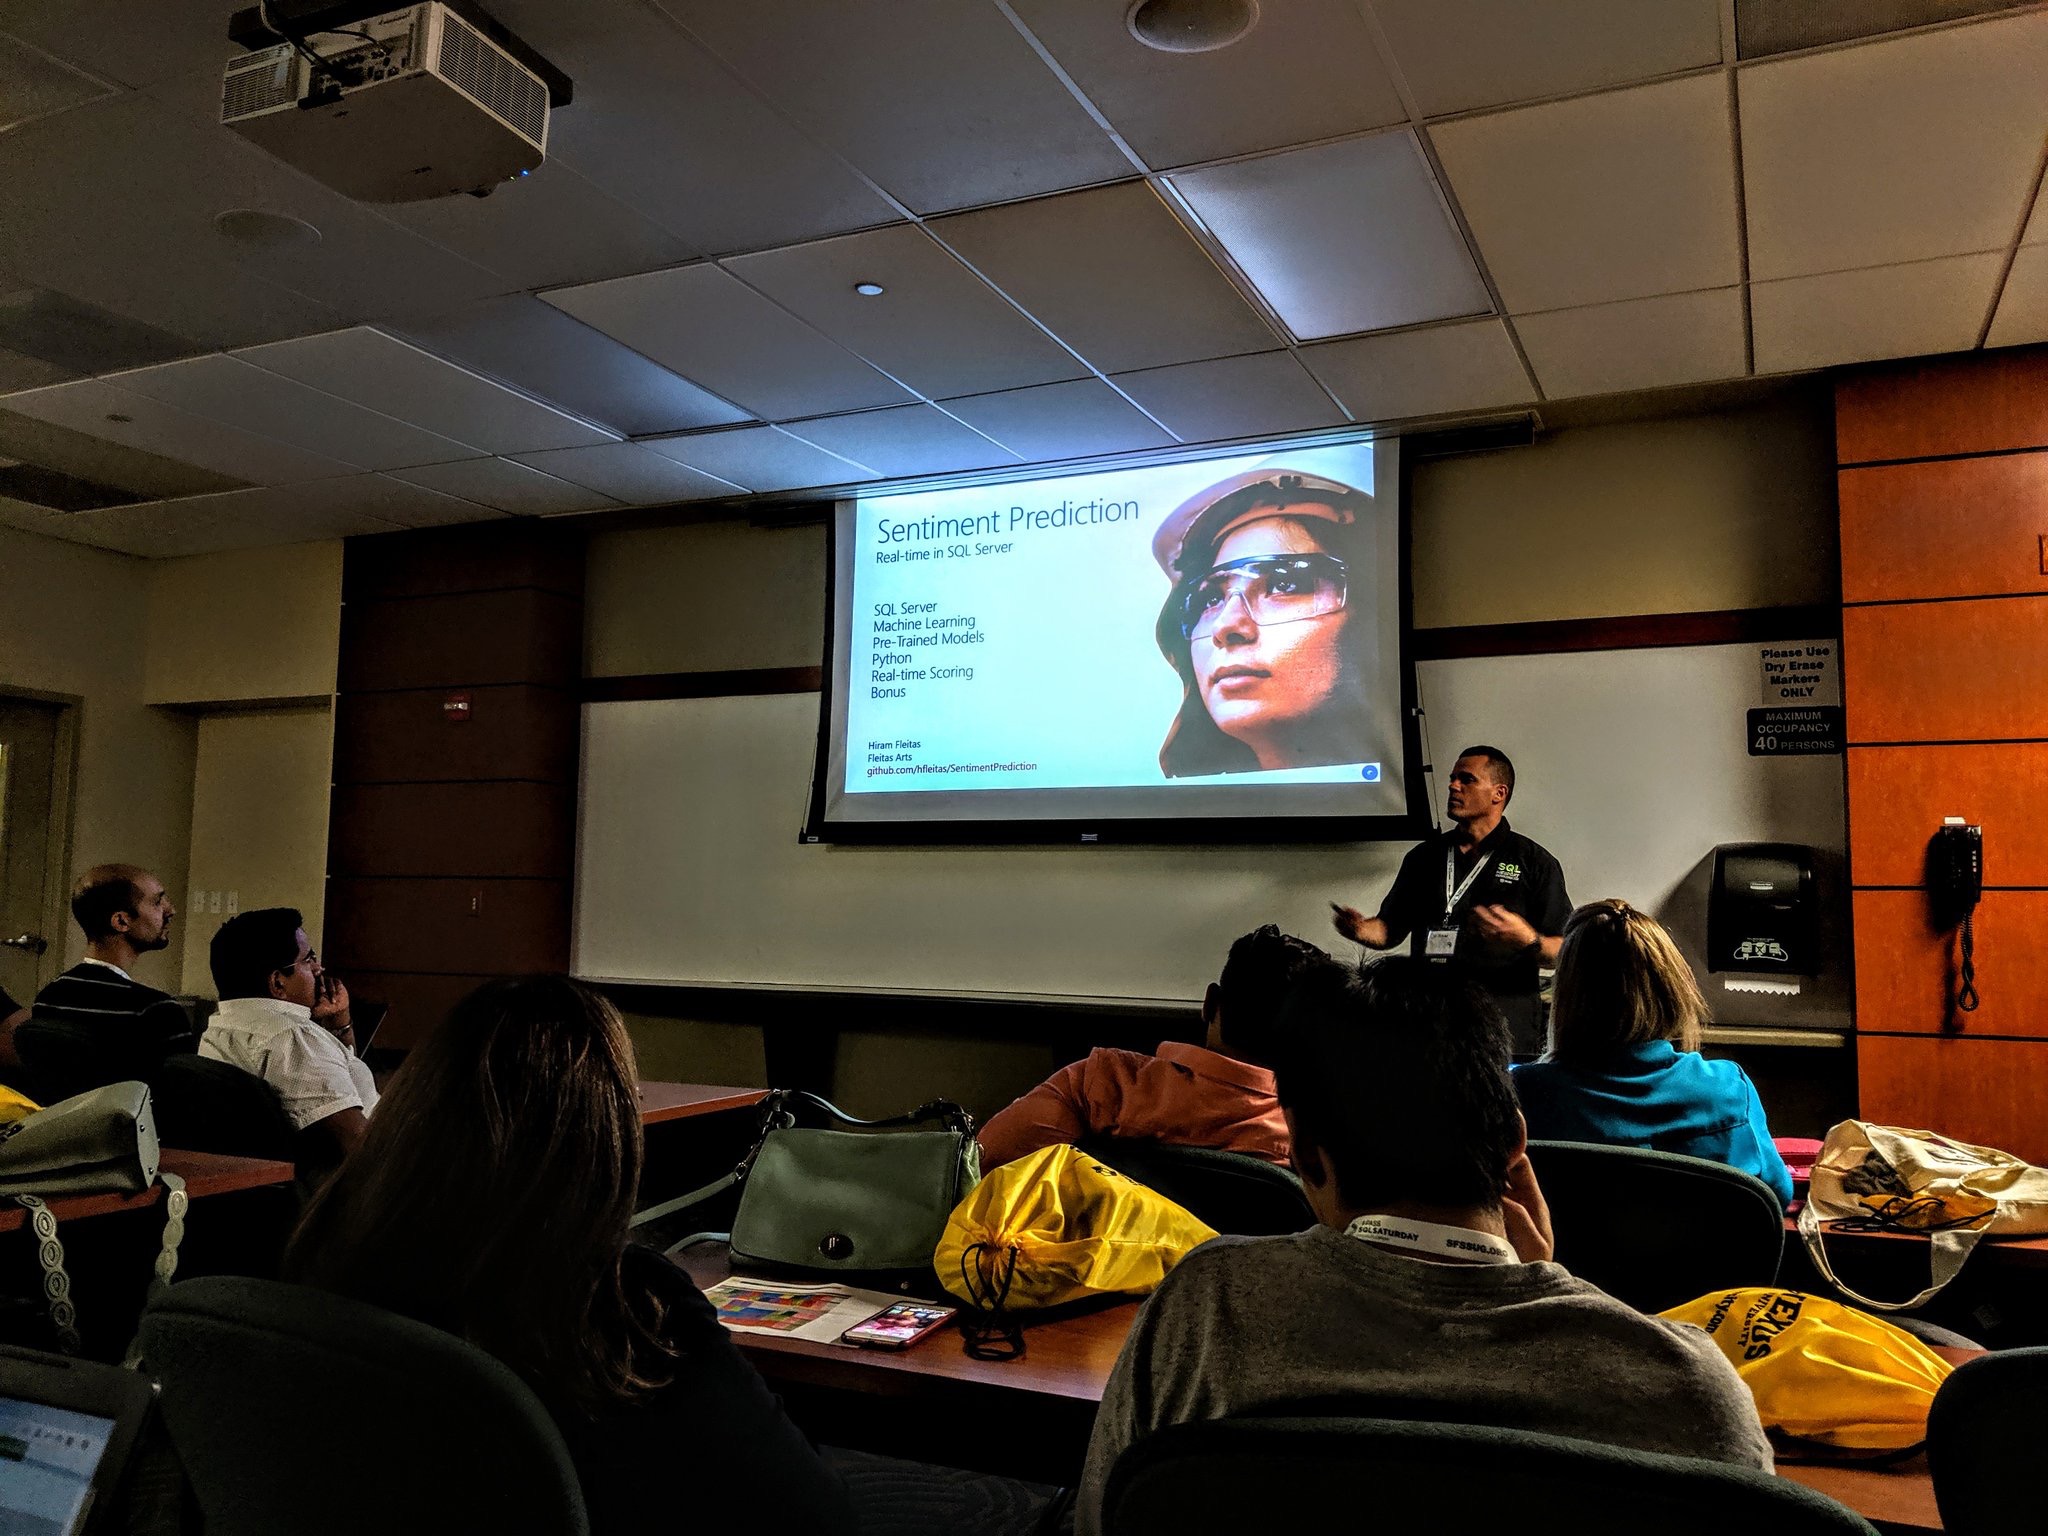 Sentiment Prediction
Real-time in SQL Server
SQL Server
Machine Learning
Pre-Trained Models
Python
Real-time Scoring
Bonus
Hiram Fleitas
Fleitas Arts
github.com/hfleitas/SentimentPrediction
Please Use
Dry Erase
Markers
ONLY
MAXIMUM
OCCUPANCY
40 PERSONS
SQL
#PASS
SQLSATURDAY
SFSSUG.ORG